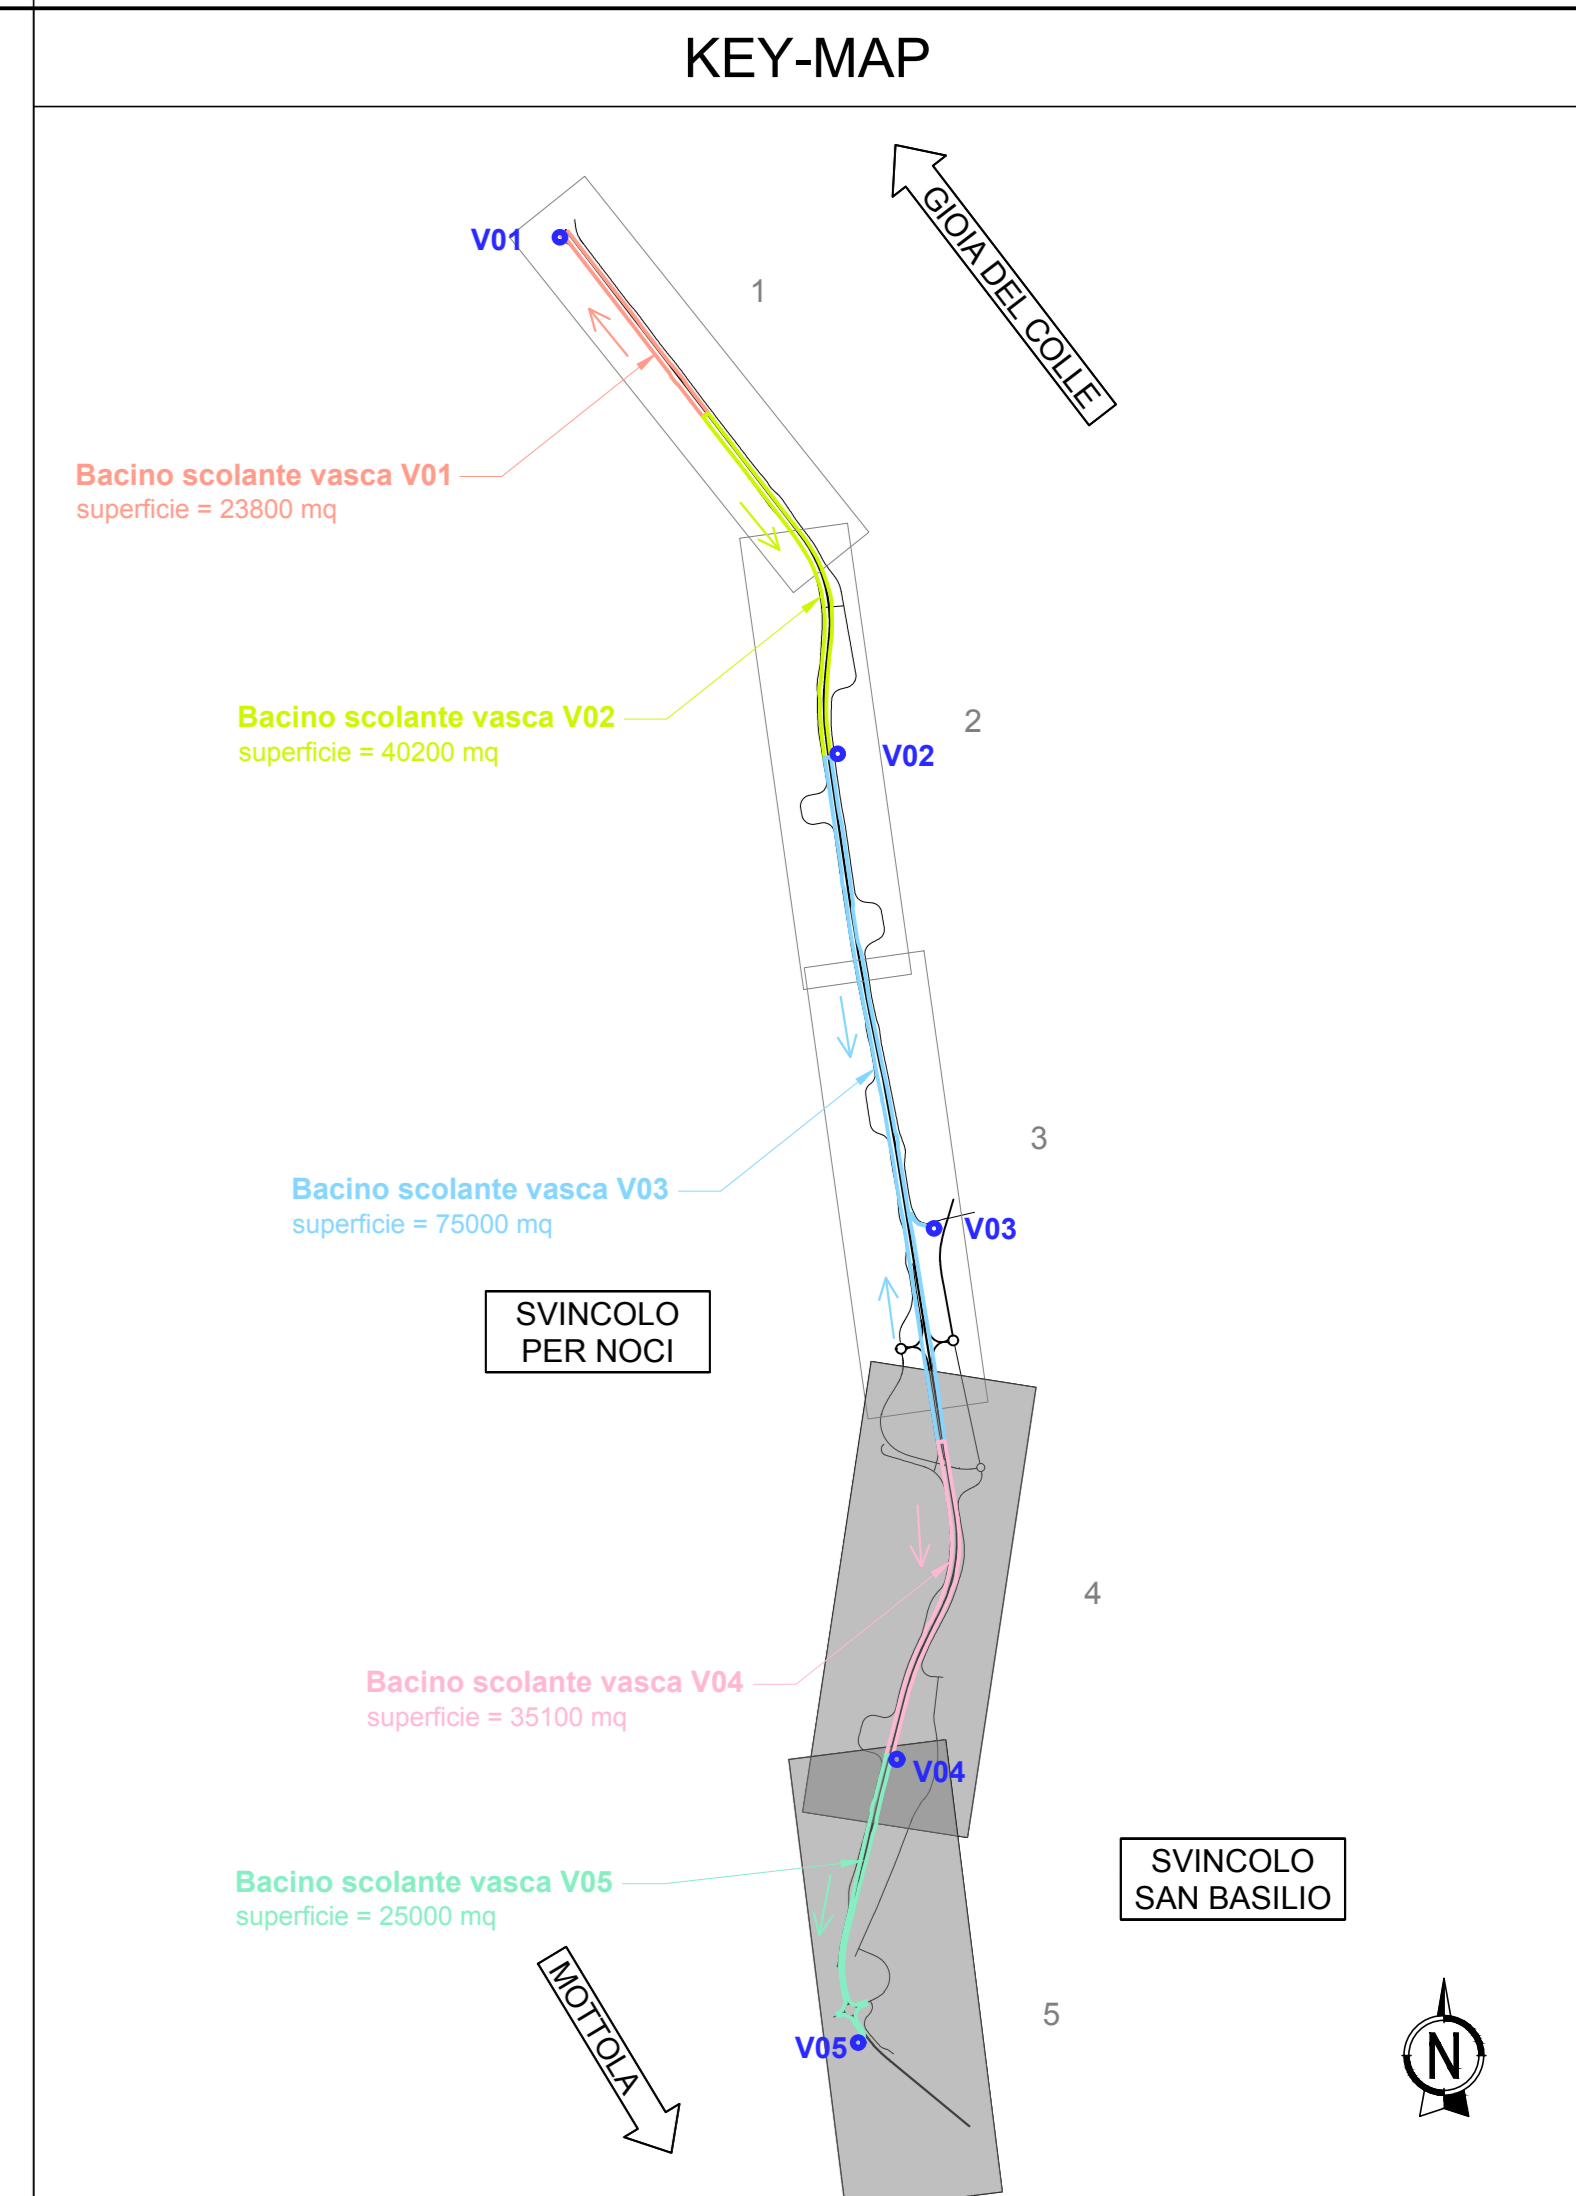 KEY-MAP
GIOIA DEL COLLE
V01
1
Bacino scolante vasca V01
superficie = 23800 mq
Bacino scolante vasca V02
superficie = 40200 mq
2
V02
3
Bacino scolante vasca V03
superficie = 75000 mq
V03
SVINCOLO
PER NOCI
4
Bacino scolante vasca V04
superficie = 35100 mq
V04
SVINCOLO
SAN BASILIO
Bacino scolante vasca V05
superficie = 25000 mq
MOTTOLA
5
V05
N